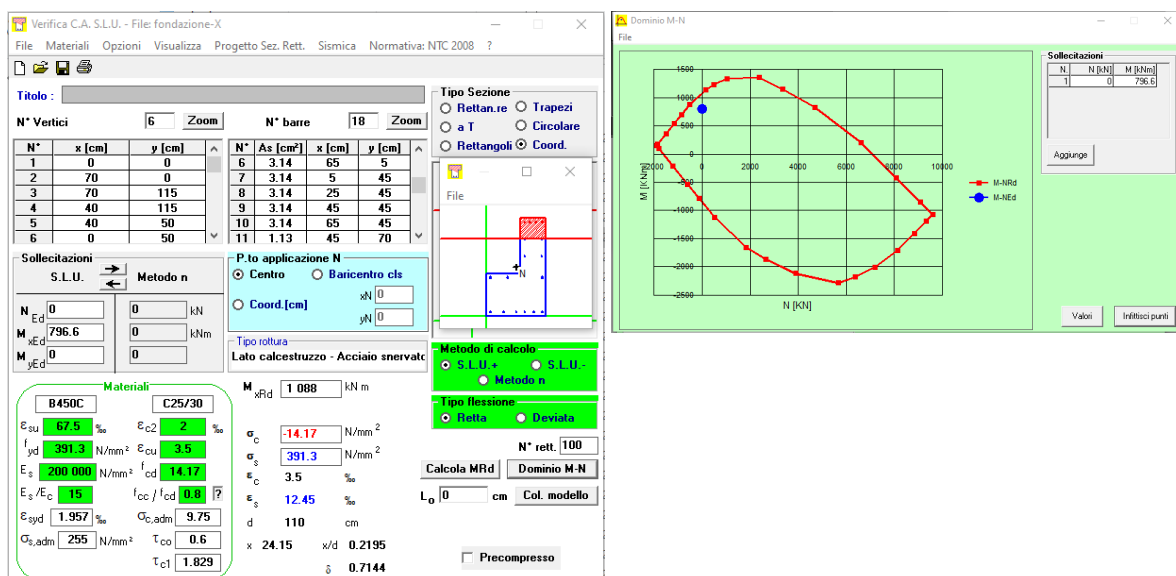 Verifica C.A. S.L.U. - File: fondazione-X
File Materiali Opzioni Visualizza Progetto Sez. Rett. Sismica Normativa: NTC 2008 ?
Titolo :
N* Vertici 6 Zoom N* barre 18 Zoom
N* x [cm] y [cm]
1 0 0
2 70 0
3 70 115
4 40 115
5 40 50
6 0 50
N* As [cm²] x [cm] y [cm]
6 3.14 65 5
7 3.14 5 45
8 3.14 25 45
9 3.14 45 45
10 3.14 65 45
11 1.13 45 70
Tipo Sezione
Rettan.re Trapezi
a T Circolare
Rettangoli Coord.
File
N
Sollecitazioni
S.L.U. Metodo n
N Ed 0 0 kN
M xEd 796.6 0 kNm
M yEd 0 0
P.to applicazione N
Centro Baricentro cls
Coord.[cm] xN 0
yN 0
Tipo rottura
Lato calcestruzzo - Acciaio snervato
Metodo di calcolo
S.L.U.+ S.L.U.-
Metodo n
Tipo flessione
Retta Deviata
N* rett. 100
Calcola MRd Dominio M-N
L0 0 cm Col. modello
Precompresso
Materiali
B450C C25/30
εsu 67.5 ‰ εc2 2 ‰
fyd 391.3 N/mm² εcu 3.5
Es 200 000 N/mm² fcd 14.17
Es/Ec 15 fcc / fcd 0.8 ?
εsyd 1.957 ‰ σc,adm 9.75
σs,adm 255 N/mm² τco 0.6
τc1 1.829
M xRd 1 088 kN m
σc -14.17 N/mm²
σs 391.3 N/mm²
εc 3.5 ‰
εs 12.45 ‰
d 110 cm
x 24.15 x/d 0.2195
δ 0.7144
Dominio M-N
File
1500
1000
500
0
-500
-1000
-1500
-2000
-2500
M [KNm]
-2000 0 2000 4000 6000 8000 10000
N [KN]
M-NRd
M-NEd
Sollecitazioni
N. N [kN] M [kNm]
1 0 796.6
Aggiunge
Valori Infittisci punti